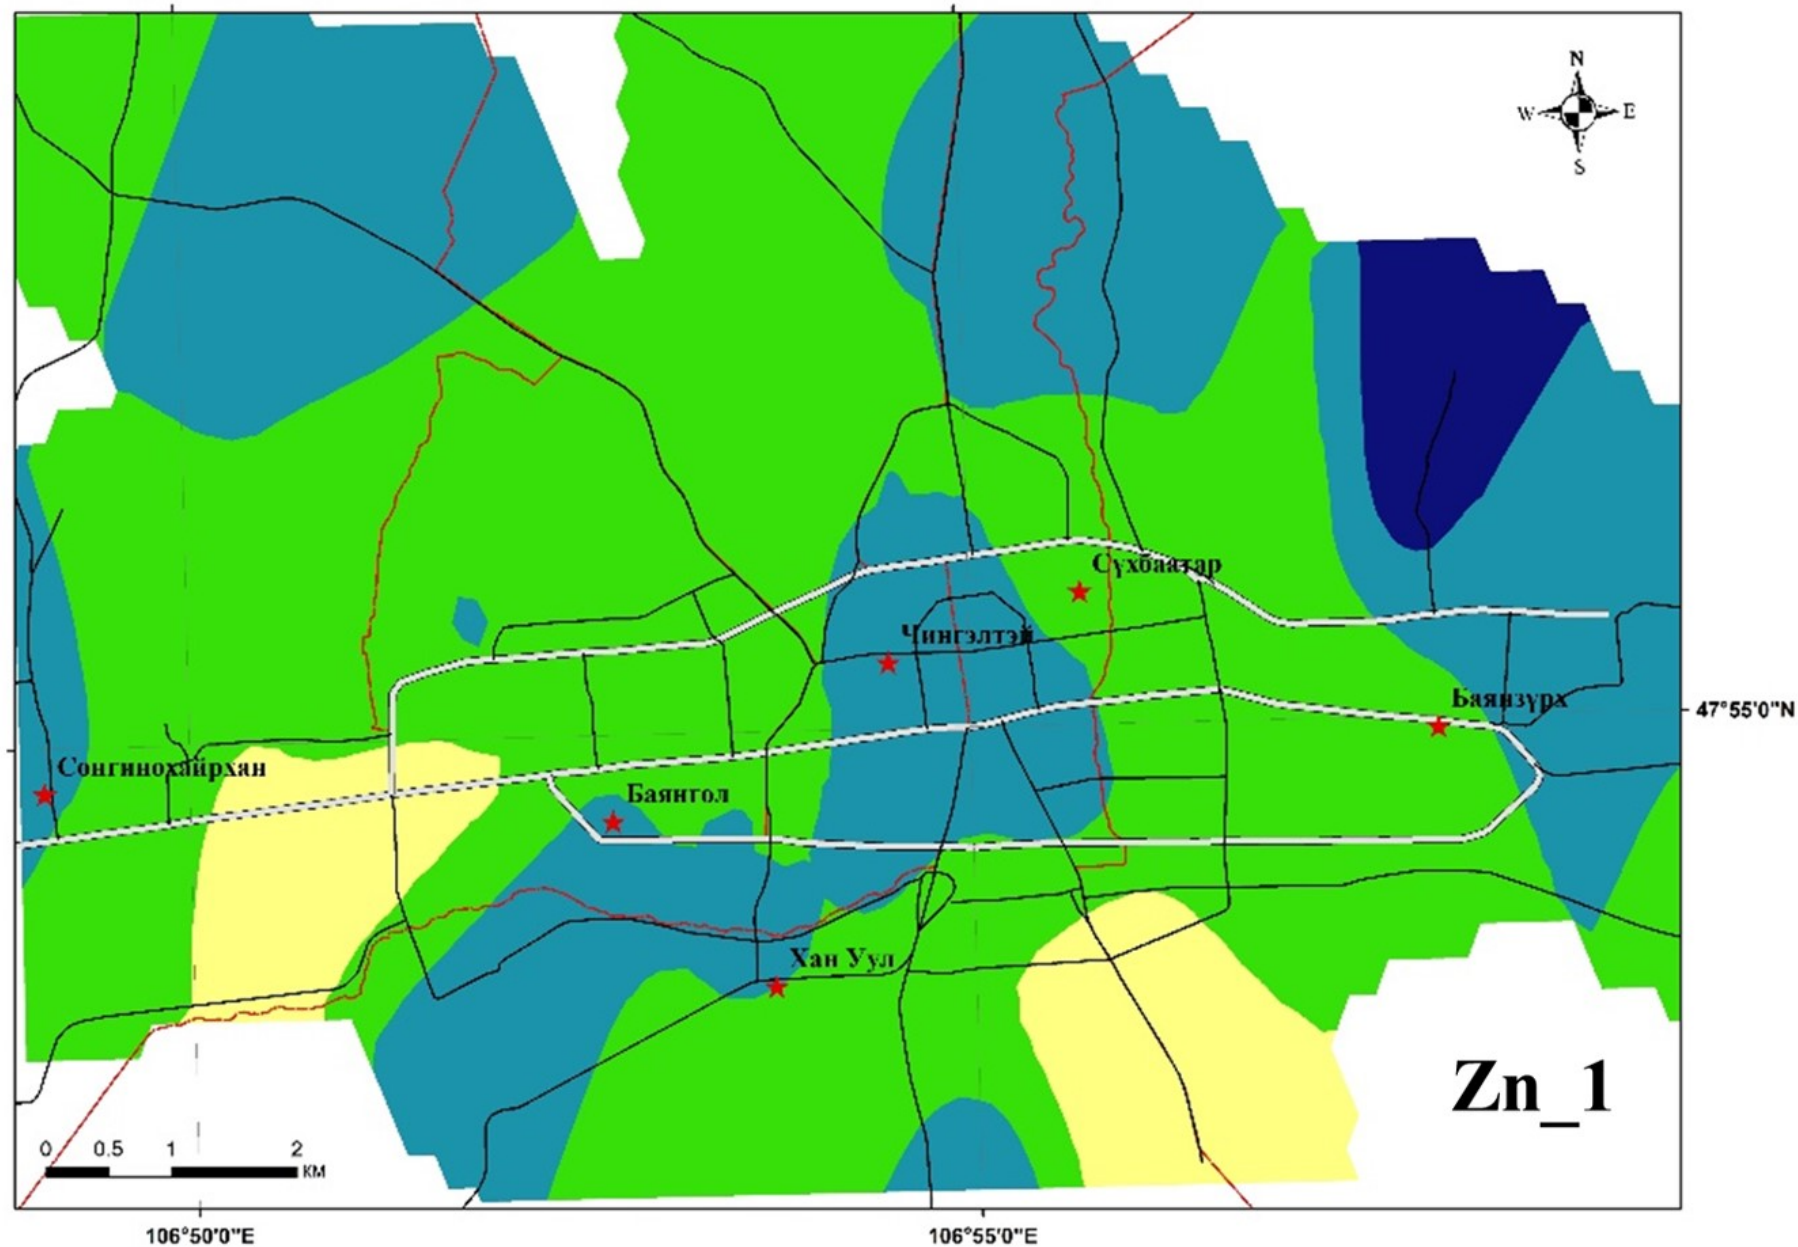 N
W E
S
Сүхбаатар
Чингэлтэй
Баянзүрх
47°55'0"N
Сонгинохайрхан
Баянгол
Хан Уул
Zn_1
0 0.5 1 2
КМ
106°50'0"E 106°55'0"E